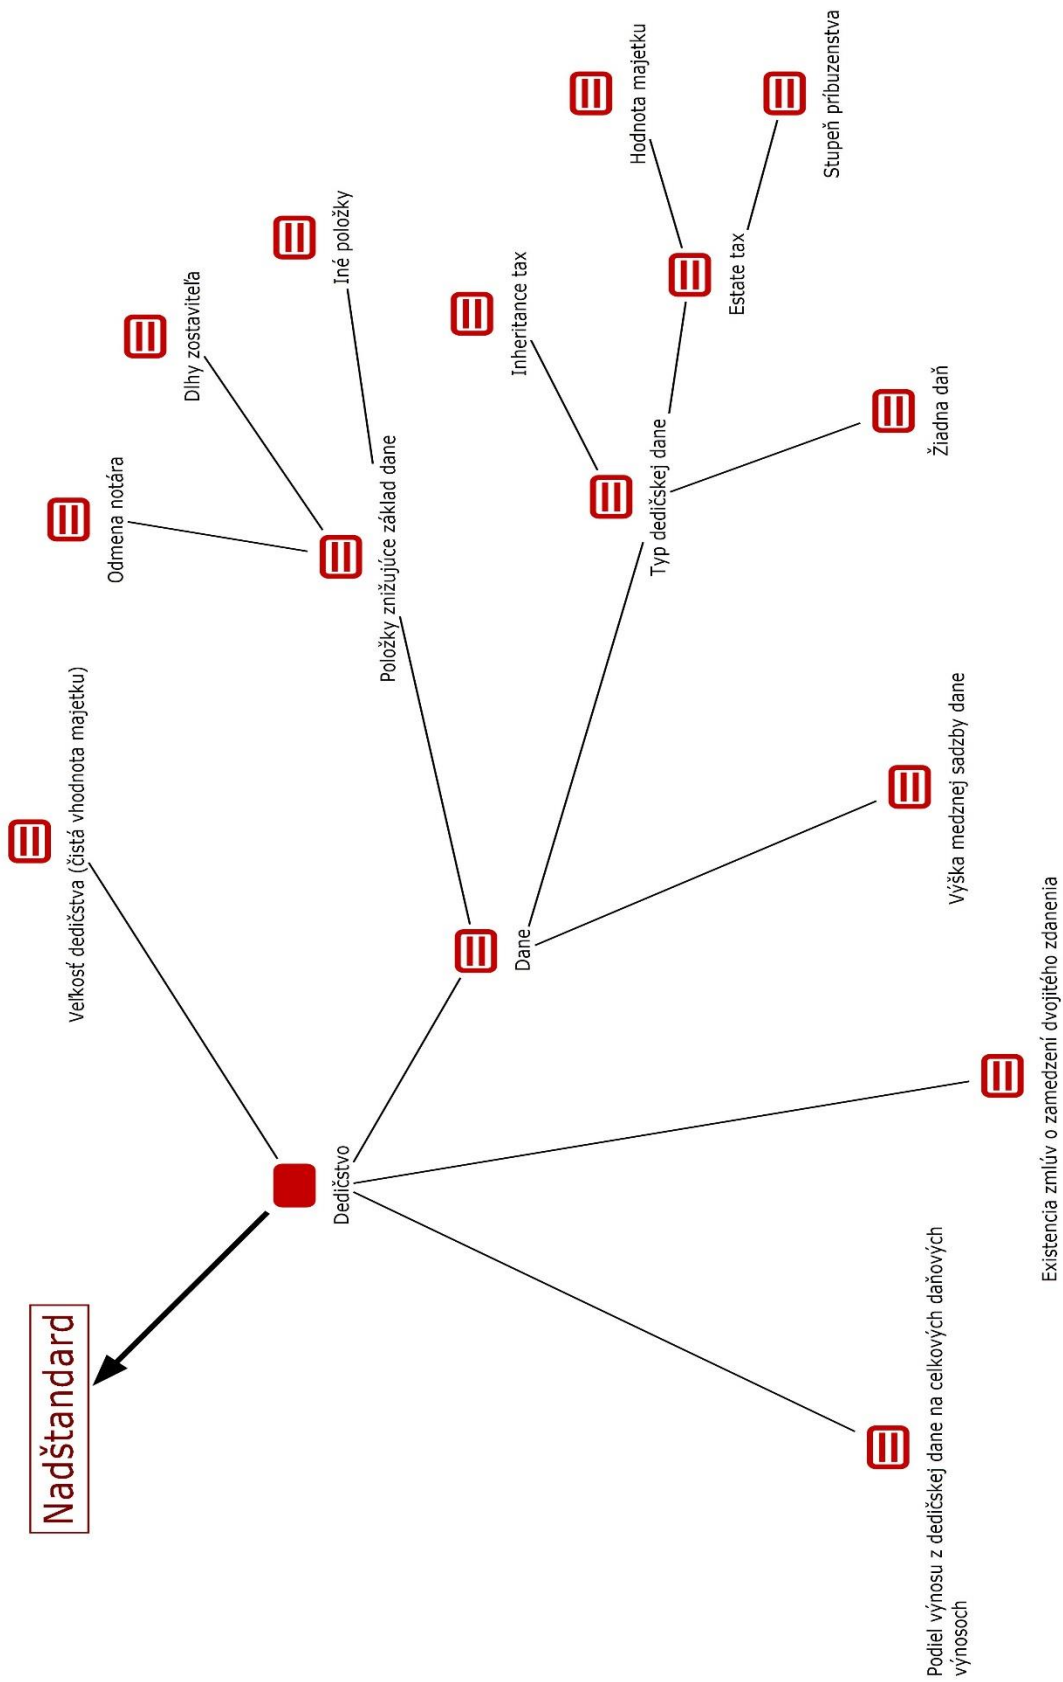 Nadštandard
Dedičstvo
Veľkosť dedičstva (čistá vhodnota majetku)
Dane
Položky znižujúce základ dane
Odmena notára
Dlhy zostaviteľa
Iné položky
Typ dedičskej dane
Inheritance tax
Estate tax
Hodnota majetku
Stupeň príbuzenstva
Žiadna daň
Výška medznej sadzby dane
Existencia zmlúv o zamedzení dvojitého zdanenia
Podiel výnosu z dedičskej dane na celkových daňových
výnosoch